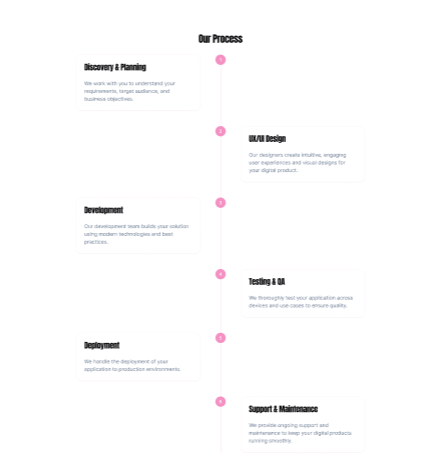 Our Process
1
Discovery & Planning
We work with you to understand your
requirements, target audience, and
business objectives.
2
UX/UI Design
Our designers create intuitive, engaging
user experiences and visual designs for
your digital product.
3
Development
Our development team builds your solution
using modern technologies and best
practices.
4
Testing & QA
We thoroughly test your application across
devices and use cases to ensure quality.
5
Deployment
We handle the deployment of your
application to production environments.
6
Support & Maintenance
We provide ongoing support and
maintenance to keep your digital products
running smoothly.